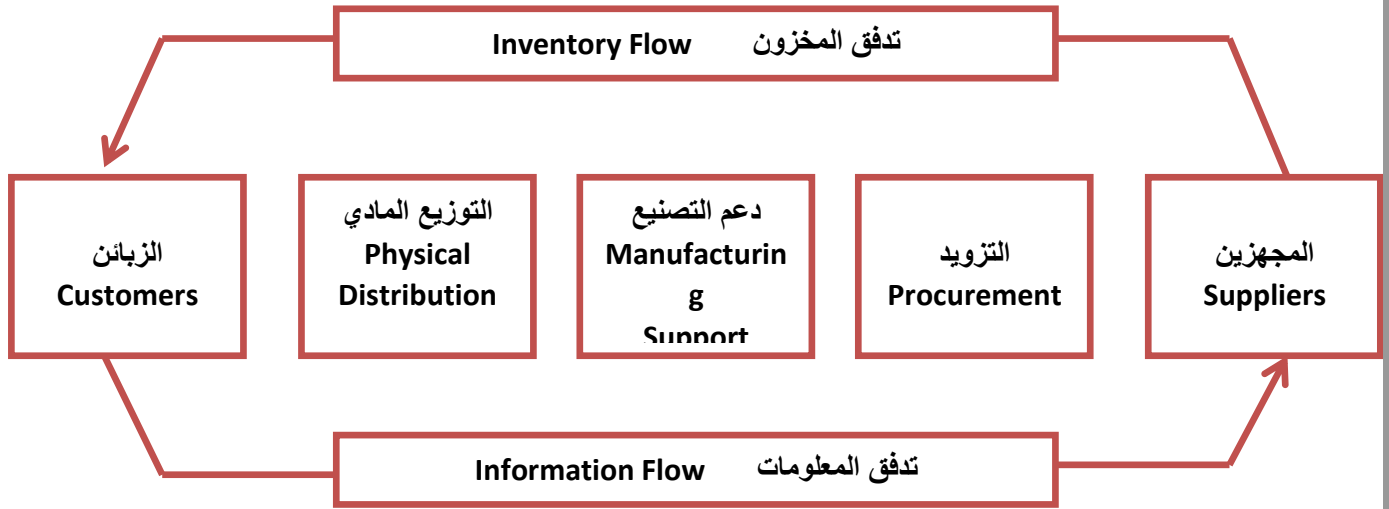 Inventory Flow تدفق المخزون
الزبائن
Customers
التوزيع المادي
Physical
Distribution
دعم التصنيع
Manufacturin
g
Support
التزويد
Procurement
المجهزين
Suppliers
Information Flow تدفق المعلومات